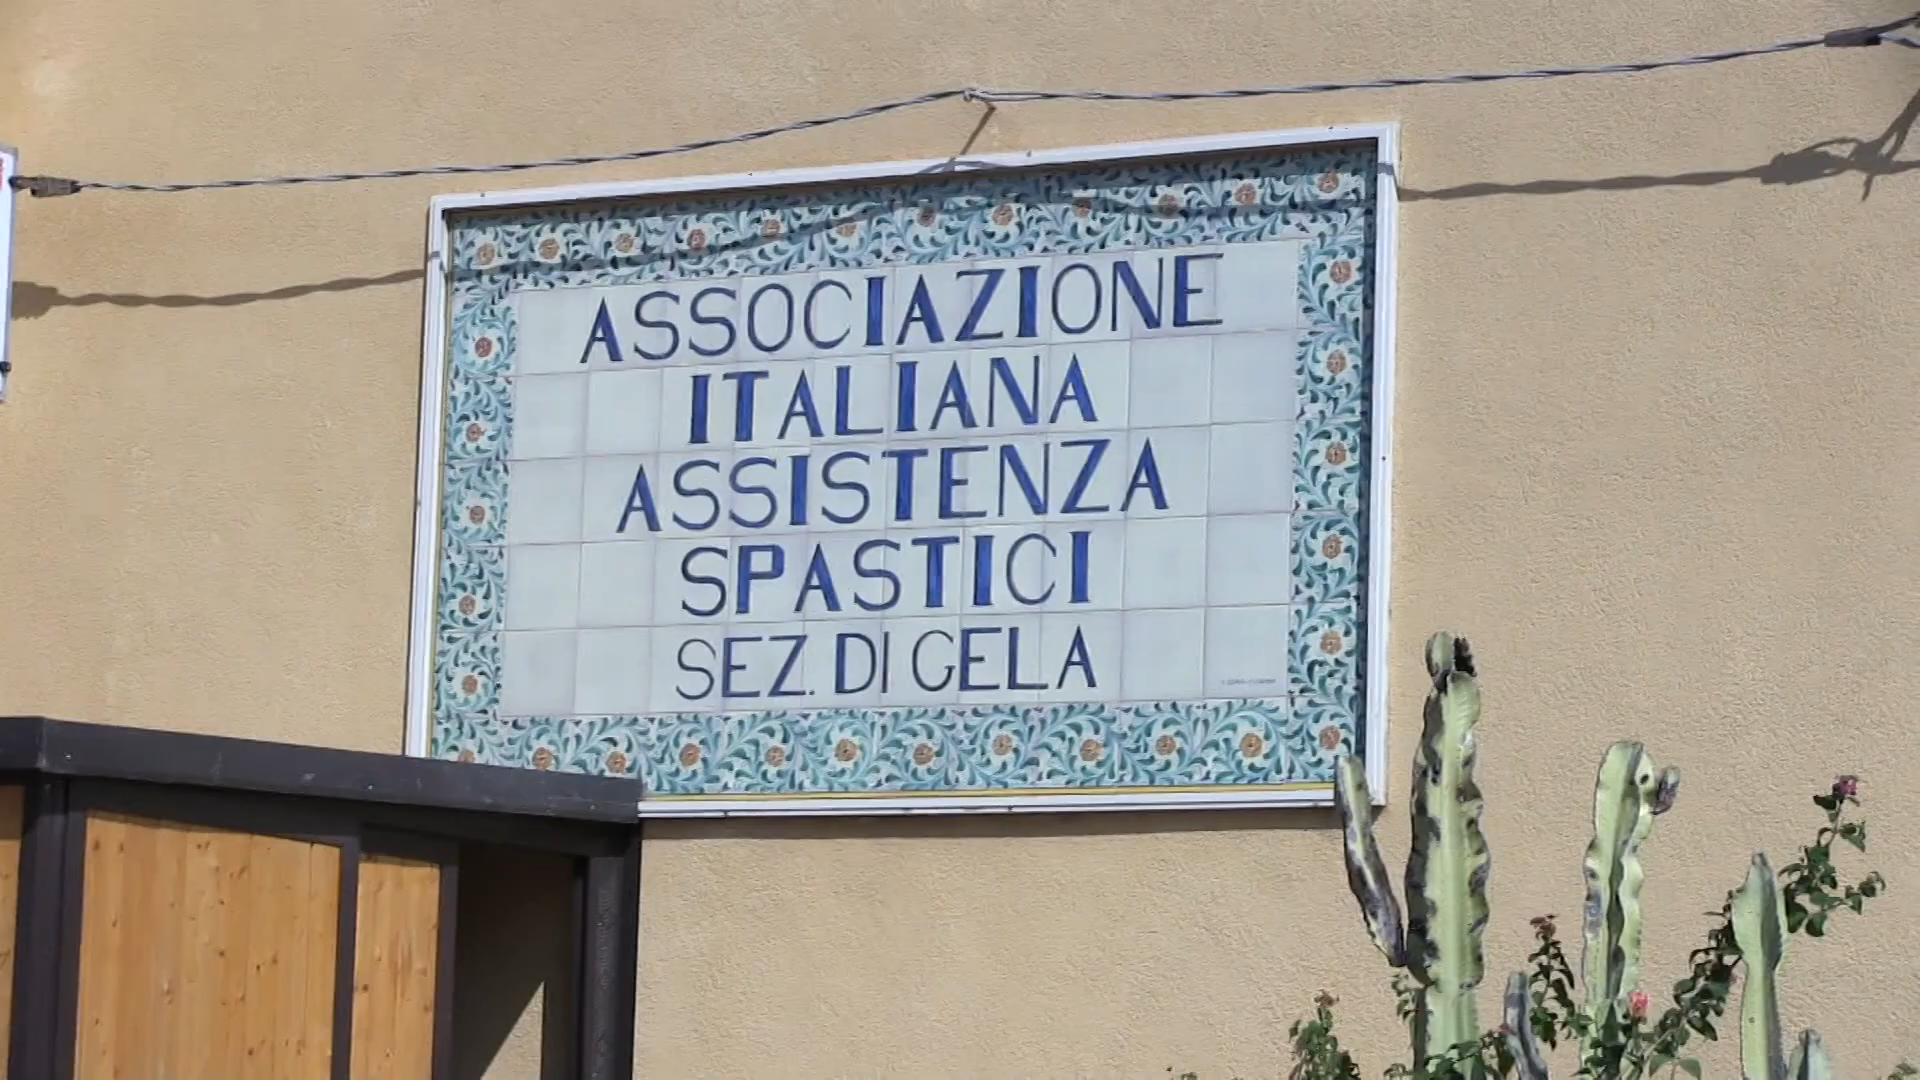 ASSOCIAZIONE
ITALIANA
ASSISTENZA
SPASTICI
SEZ. DI GELA